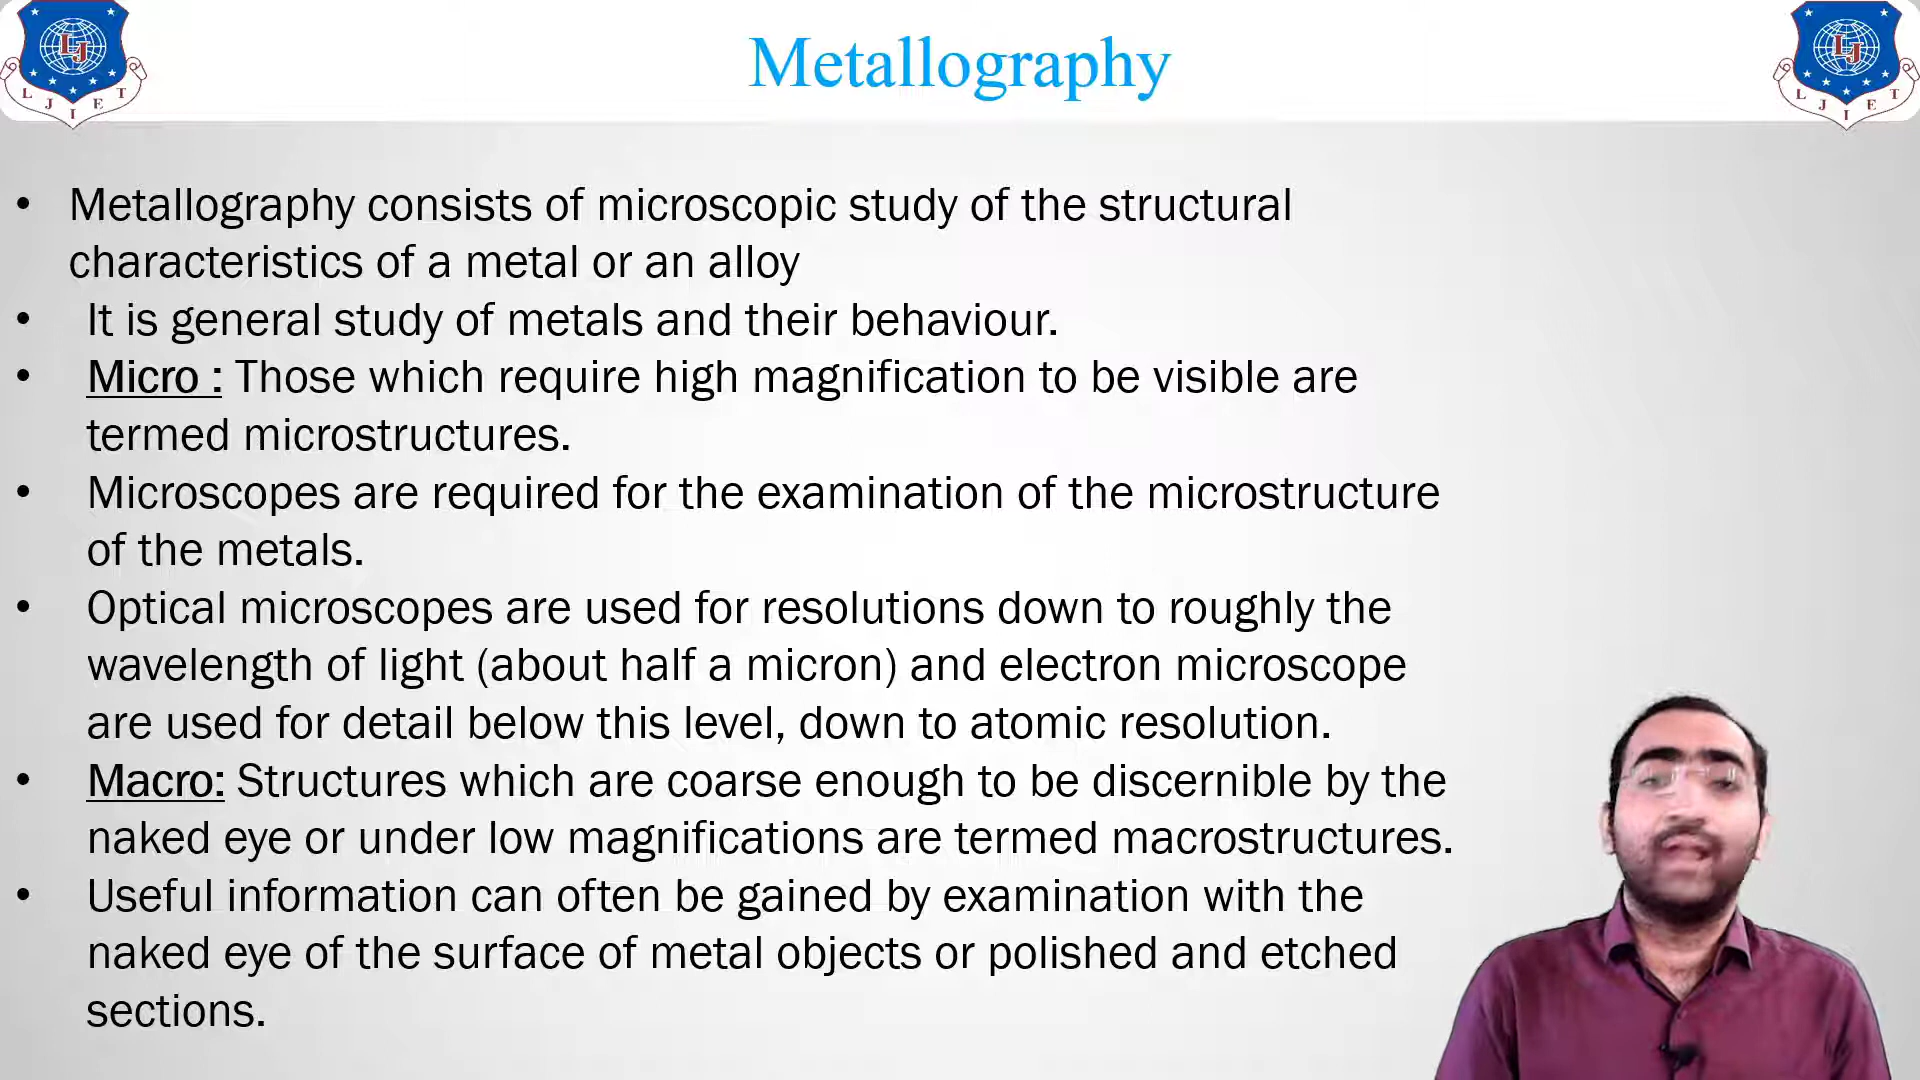 Metallography
LJ
L J I E T
LJ
L J I E T
• Metallography consists of microscopic study of the structural
characteristics of a metal or an alloy
• It is general study of metals and their behaviour.
• Micro : Those which require high magnification to be visible are
termed microstructures.
• Microscopes are required for the examination of the microstructure
of the metals.
• Optical microscopes are used for resolutions down to roughly the
wavelength of light (about half a micron) and electron microscope
are used for detail below this level, down to atomic resolution.
• Macro: Structures which are coarse enough to be discernible by the
naked eye or under low magnifications are termed macrostructures.
• Useful information can often be gained by examination with the
naked eye of the surface of metal objects or polished and etched
sections.